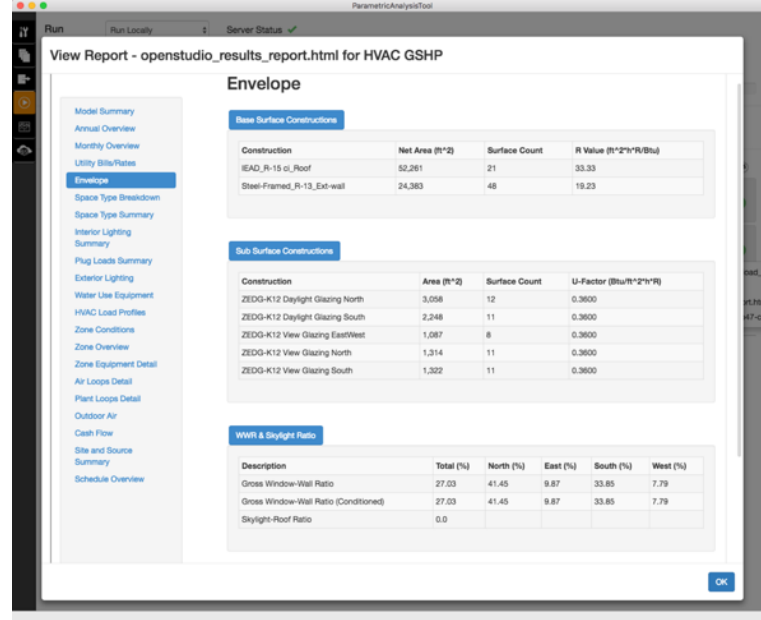 ParametricAnalysisTool
Run Run Locally Server Status
View Report - openstudio_results_report.html for HVAC GSHP
Model Summary
Annual Overview
Monthly Overview
Utility Bills/Rates
Envelope
Space Type Breakdown
Space Type Summary
Interior Lighting
Summary
Plug Loads Summary
Exterior Lighting
Water Use Equipment
HVAC Load Profiles
Zone Conditions
Zone Overview
Zone Equipment Detail
Air Loops Detail
Plant Loops Detail
Outdoor Air
Cash Flow
Site and Source
Summary
Schedule Overview
Envelope
Base Surface Constructions
Construction Net Area (ft^2) Surface Count R Value (ft^2*h*R/Btu)
IEAD_R-15 ci_Roof 52,261 21 33.33
Steel-Framed_R-13_Ext-wall 24,383 48 19.23
Sub Surface Constructions
Construction Area (ft^2) Surface Count U-Factor (Btu/ft^2*h*R)
ZEDG-K12 Daylight Glazing North 3,058 12 0.3600
ZEDG-K12 Daylight Glazing South 2,248 11 0.3600
ZEDG-K12 View Glazing EastWest 1,087 8 0.3600
ZEDG-K12 View Glazing North 1,314 11 0.3600
ZEDG-K12 View Glazing South 1,322 11 0.3600
WWR & Skylight Ratio
Description Total (%) North (%) East (%) South (%) West (%)
Gross Window-Wall Ratio 27.03 41.45 9.87 33.85 7.79
Gross Window-Wall Ratio (Conditioned) 27.03 41.45 9.87 33.85 7.79
Skylight-Roof Ratio 0.0
OK